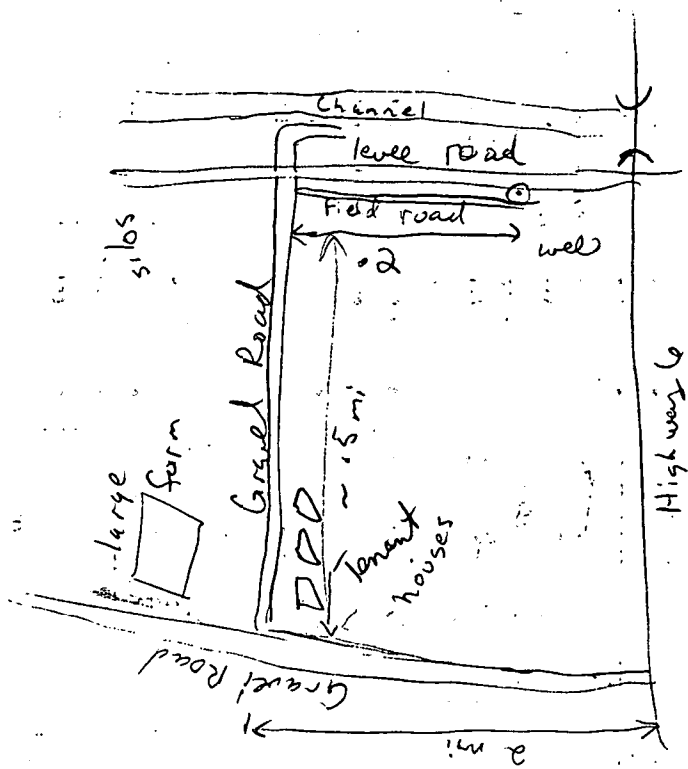 Channel
levee road
Field road
.2
well
silos
Gravel Road
~ .5 mi
large
farm
Tenant
houses
Highway 6
Gravel Road
2 mi